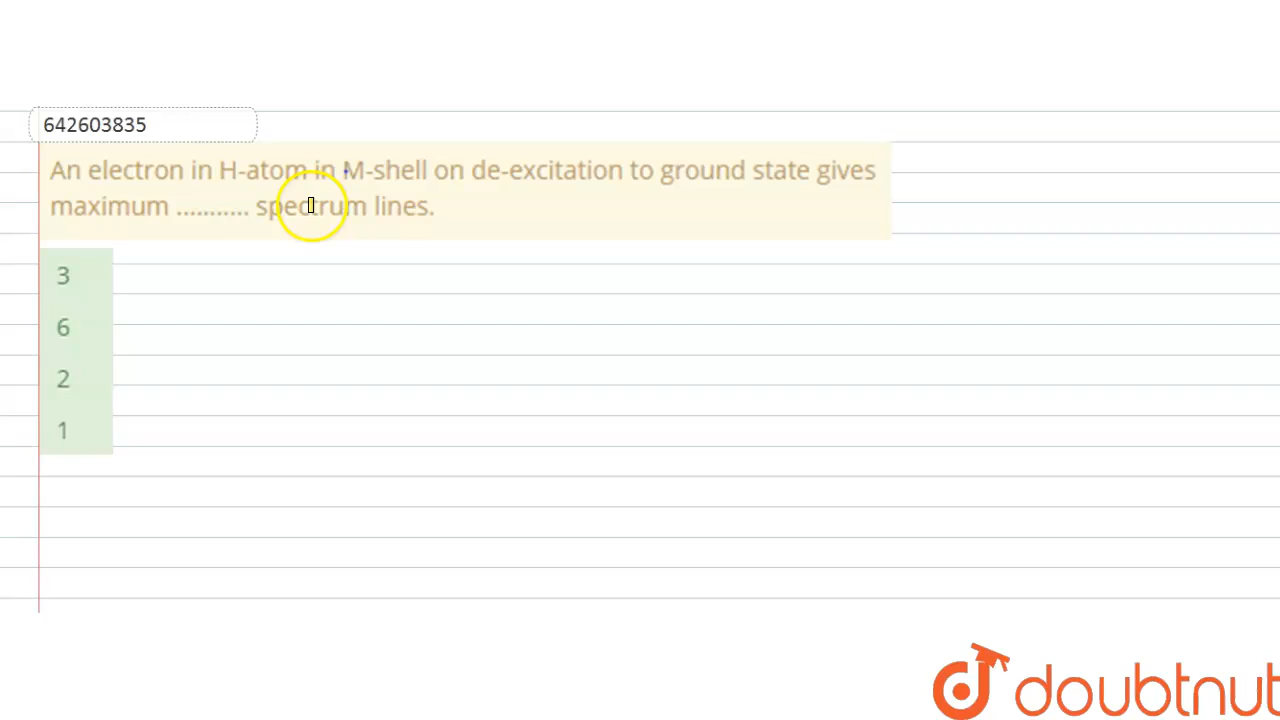 642603835
An electron in H-atom in M-shell on de-excitation to ground state gives
maximum ........... spectrum lines.
3
6
2
1
doubtnut